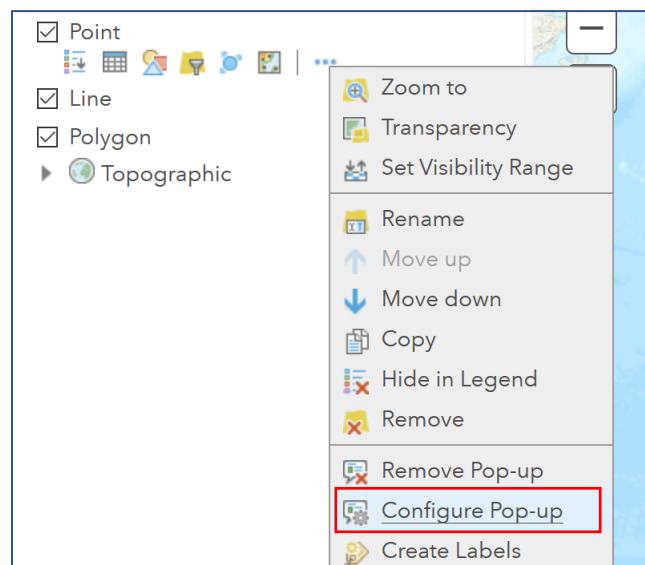 Point
Line
Polygon
Topographic
Zoom to
Transparency
Set Visibility Range
Rename
Move up
Move down
Copy
Hide in Legend
Remove
Remove Pop-up
Configure Pop-up
Create Labels